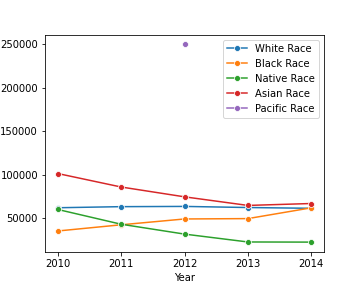 250000
200000
150000
100000
50000
White Race
Black Race
Native Race
Asian Race
Pacific Race
2010 2011 2012 2013 2014
Year